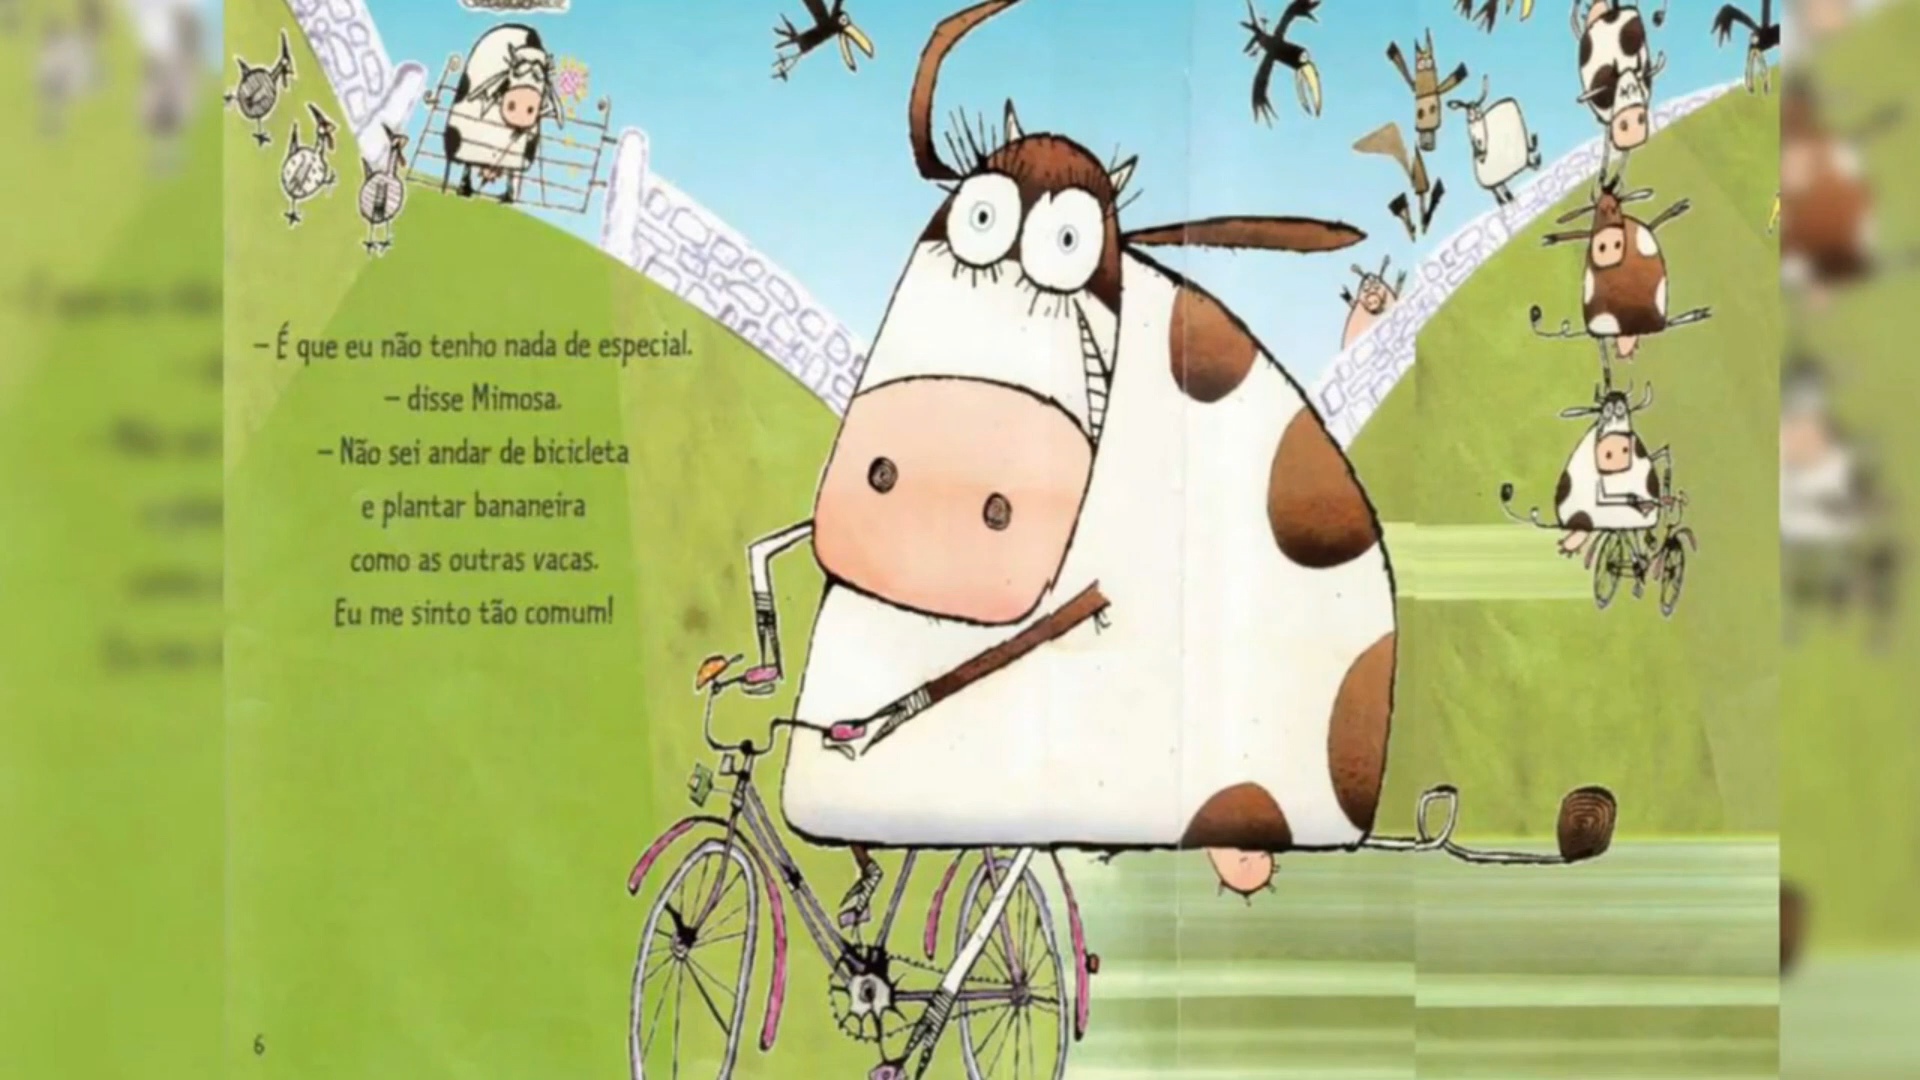 – É que eu não tenho nada de especial.
– disse Mimosa.
– Não sei andar de bicicleta
e plantar bananeira
como as outras vacas.
Eu me sinto tão comum!
6